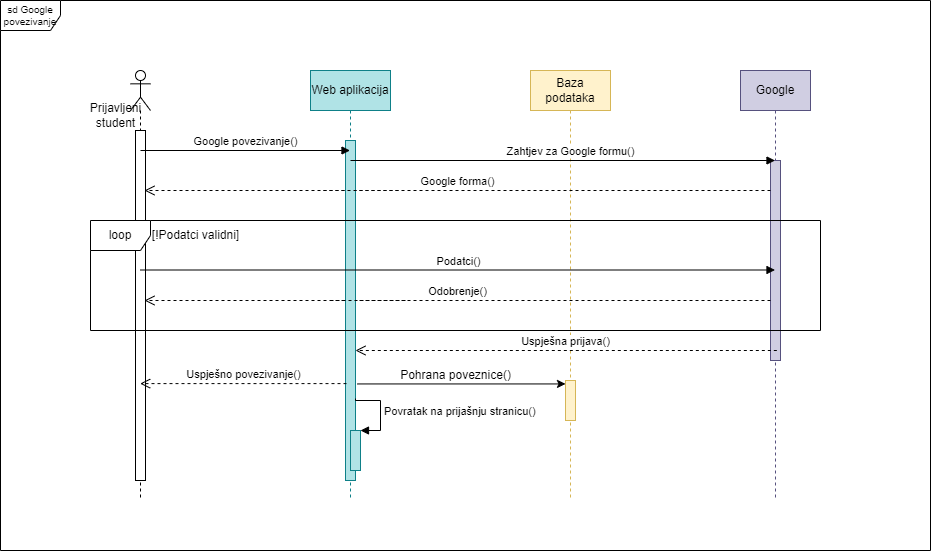 sd Google
povezivanje
Prijavljeni
student
Web aplikacija
Baza
podataka
Google
Google povezivanje()
Zahtjev za Google formu()
Google forma()
loop
[!Podatci validni]
Podatci()
Odobrenje()
Uspješna prijava()
Uspješno povezivanje()
Pohrana poveznice()
Povratak na prijašnju stranicu()